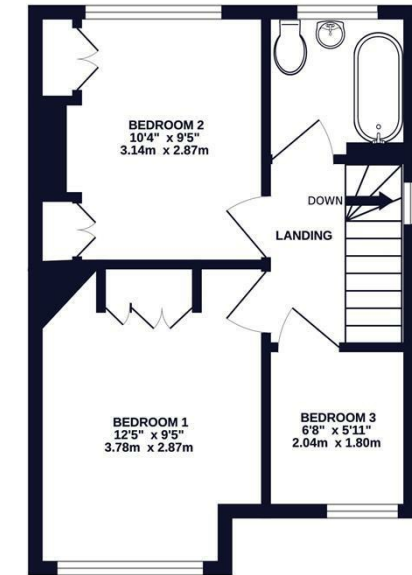 BEDROOM 2
10'4" x 9'5"
3.14m x 2.87m
DOWN
LANDING
BEDROOM 1
12'5" x 9'5"
3.78m x 2.87m
BEDROOM 3
6'8" x 5'11"
2.04m x 1.80m